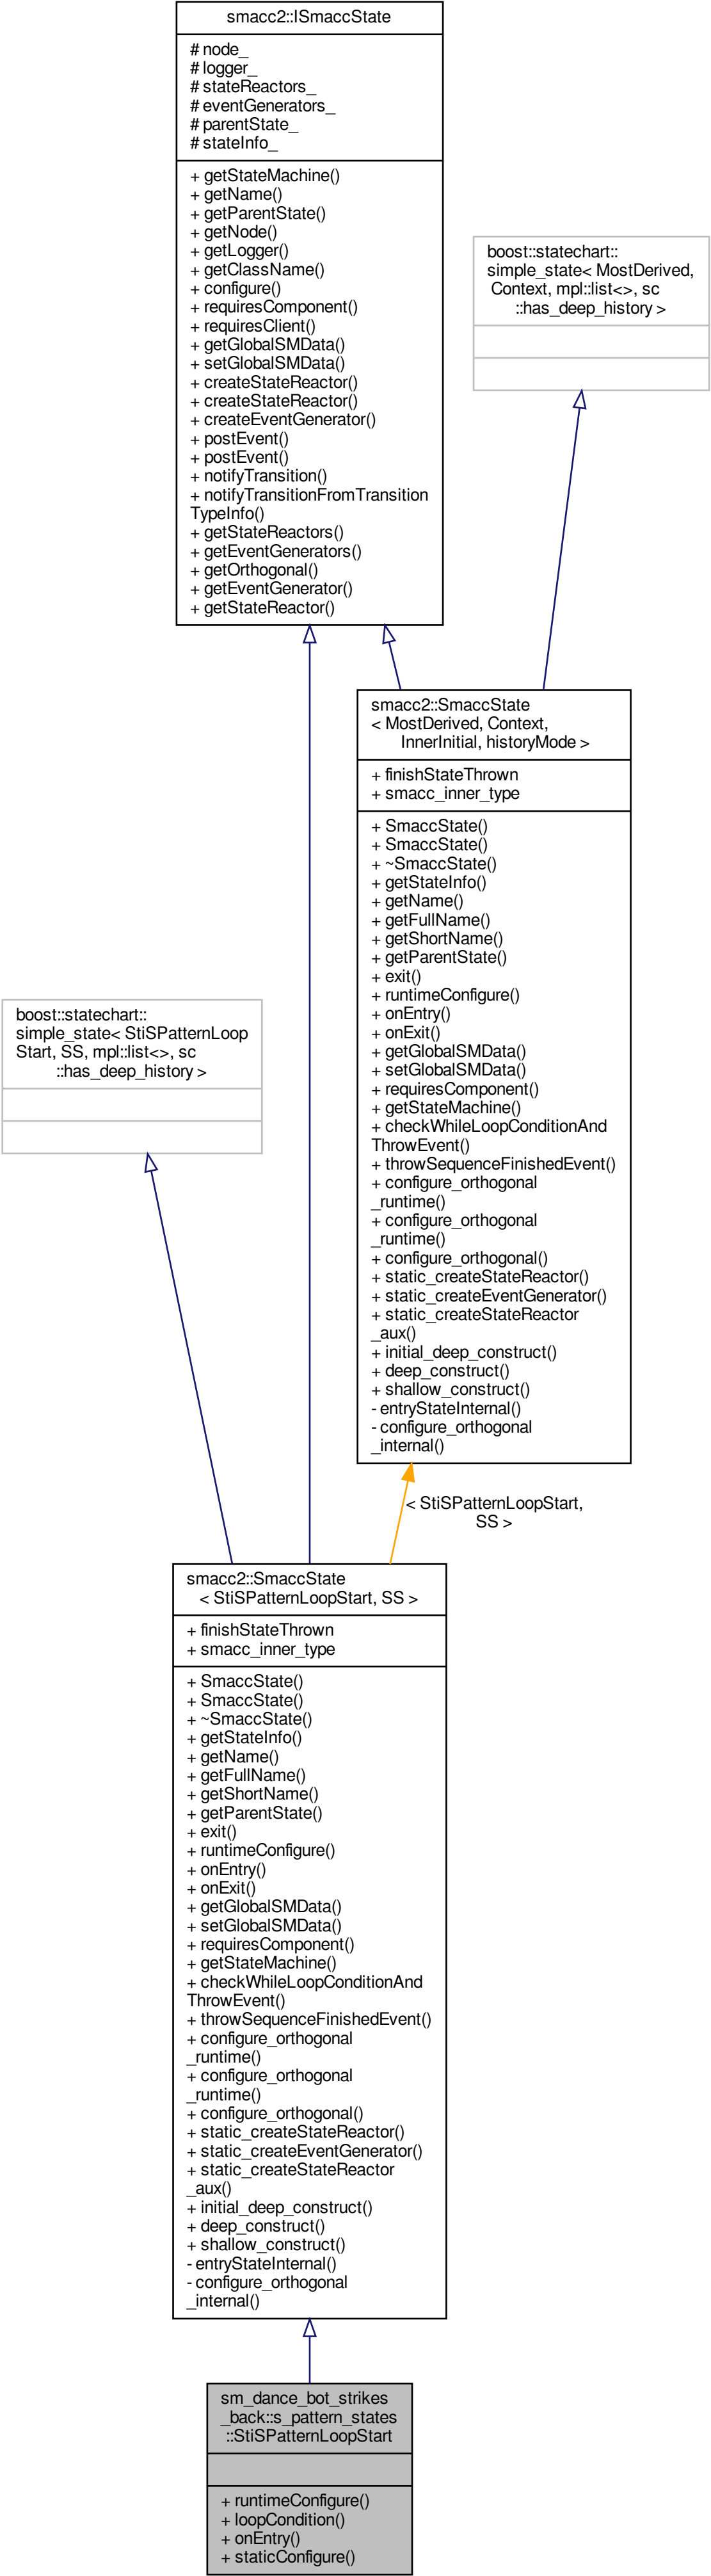 smacc2::ISmaccState
# node_
# logger_
# stateReactors_
# eventGenerators_
# parentState_
# stateInfo_
+ getStateMachine()
+ getName()
+ getParentState()
+ getNode()
+ getLogger()
+ getClassName()
+ configure()
+ requiresComponent()
+ requiresClient()
+ getGlobalSMData()
+ setGlobalSMData()
+ createStateReactor()
+ createStateReactor()
+ createEventGenerator()
+ postEvent()
+ postEvent()
+ notifyTransition()
+ notifyTransitionFromTransition
TypeInfo()
+ getStateReactors()
+ getEventGenerators()
+ getOrthogonal()
+ getEventGenerator()
+ getStateReactor()
boost::statechart::
simple_state< MostDerived,
Context, mpl::list<>, sc
::has_deep_history >
smacc2::SmaccState
< MostDerived, Context,
InnerInitial, historyMode >
+ finishStateThrown
+ smacc_inner_type
+ SmaccState()
+ SmaccState()
+ ~SmaccState()
+ getStateInfo()
+ getName()
+ getFullName()
+ getShortName()
+ getParentState()
+ exit()
+ runtimeConfigure()
+ onEntry()
+ onExit()
+ getGlobalSMData()
+ setGlobalSMData()
+ requiresComponent()
+ getStateMachine()
+ checkWhileLoopConditionAnd
ThrowEvent()
+ throwSequenceFinishedEvent()
+ configure_orthogonal
_runtime()
+ configure_orthogonal
_runtime()
+ configure_orthogonal()
+ static_createStateReactor()
+ static_createEventGenerator()
+ static_createStateReactor
_aux()
+ initial_deep_construct()
+ deep_construct()
+ shallow_construct()
- entryStateInternal()
- configure_orthogonal
_internal()
boost::statechart::
simple_state< StiSPatternLoop
Start, SS, mpl::list<>, sc
::has_deep_history >
< StiSPatternLoopStart,
SS >
smacc2::SmaccState
< StiSPatternLoopStart, SS >
+ finishStateThrown
+ smacc_inner_type
+ SmaccState()
+ SmaccState()
+ ~SmaccState()
+ getStateInfo()
+ getName()
+ getFullName()
+ getShortName()
+ getParentState()
+ exit()
+ runtimeConfigure()
+ onEntry()
+ onExit()
+ getGlobalSMData()
+ setGlobalSMData()
+ requiresComponent()
+ getStateMachine()
+ checkWhileLoopConditionAnd
ThrowEvent()
+ throwSequenceFinishedEvent()
+ configure_orthogonal
_runtime()
+ configure_orthogonal
_runtime()
+ configure_orthogonal()
+ static_createStateReactor()
+ static_createEventGenerator()
+ static_createStateReactor
_aux()
+ initial_deep_construct()
+ deep_construct()
+ shallow_construct()
- entryStateInternal()
- configure_orthogonal
_internal()
sm_dance_bot_strikes
_back::s_pattern_states
::StiSPatternLoopStart
+ runtimeConfigure()
+ loopCondition()
+ onEntry()
+ staticConfigure()